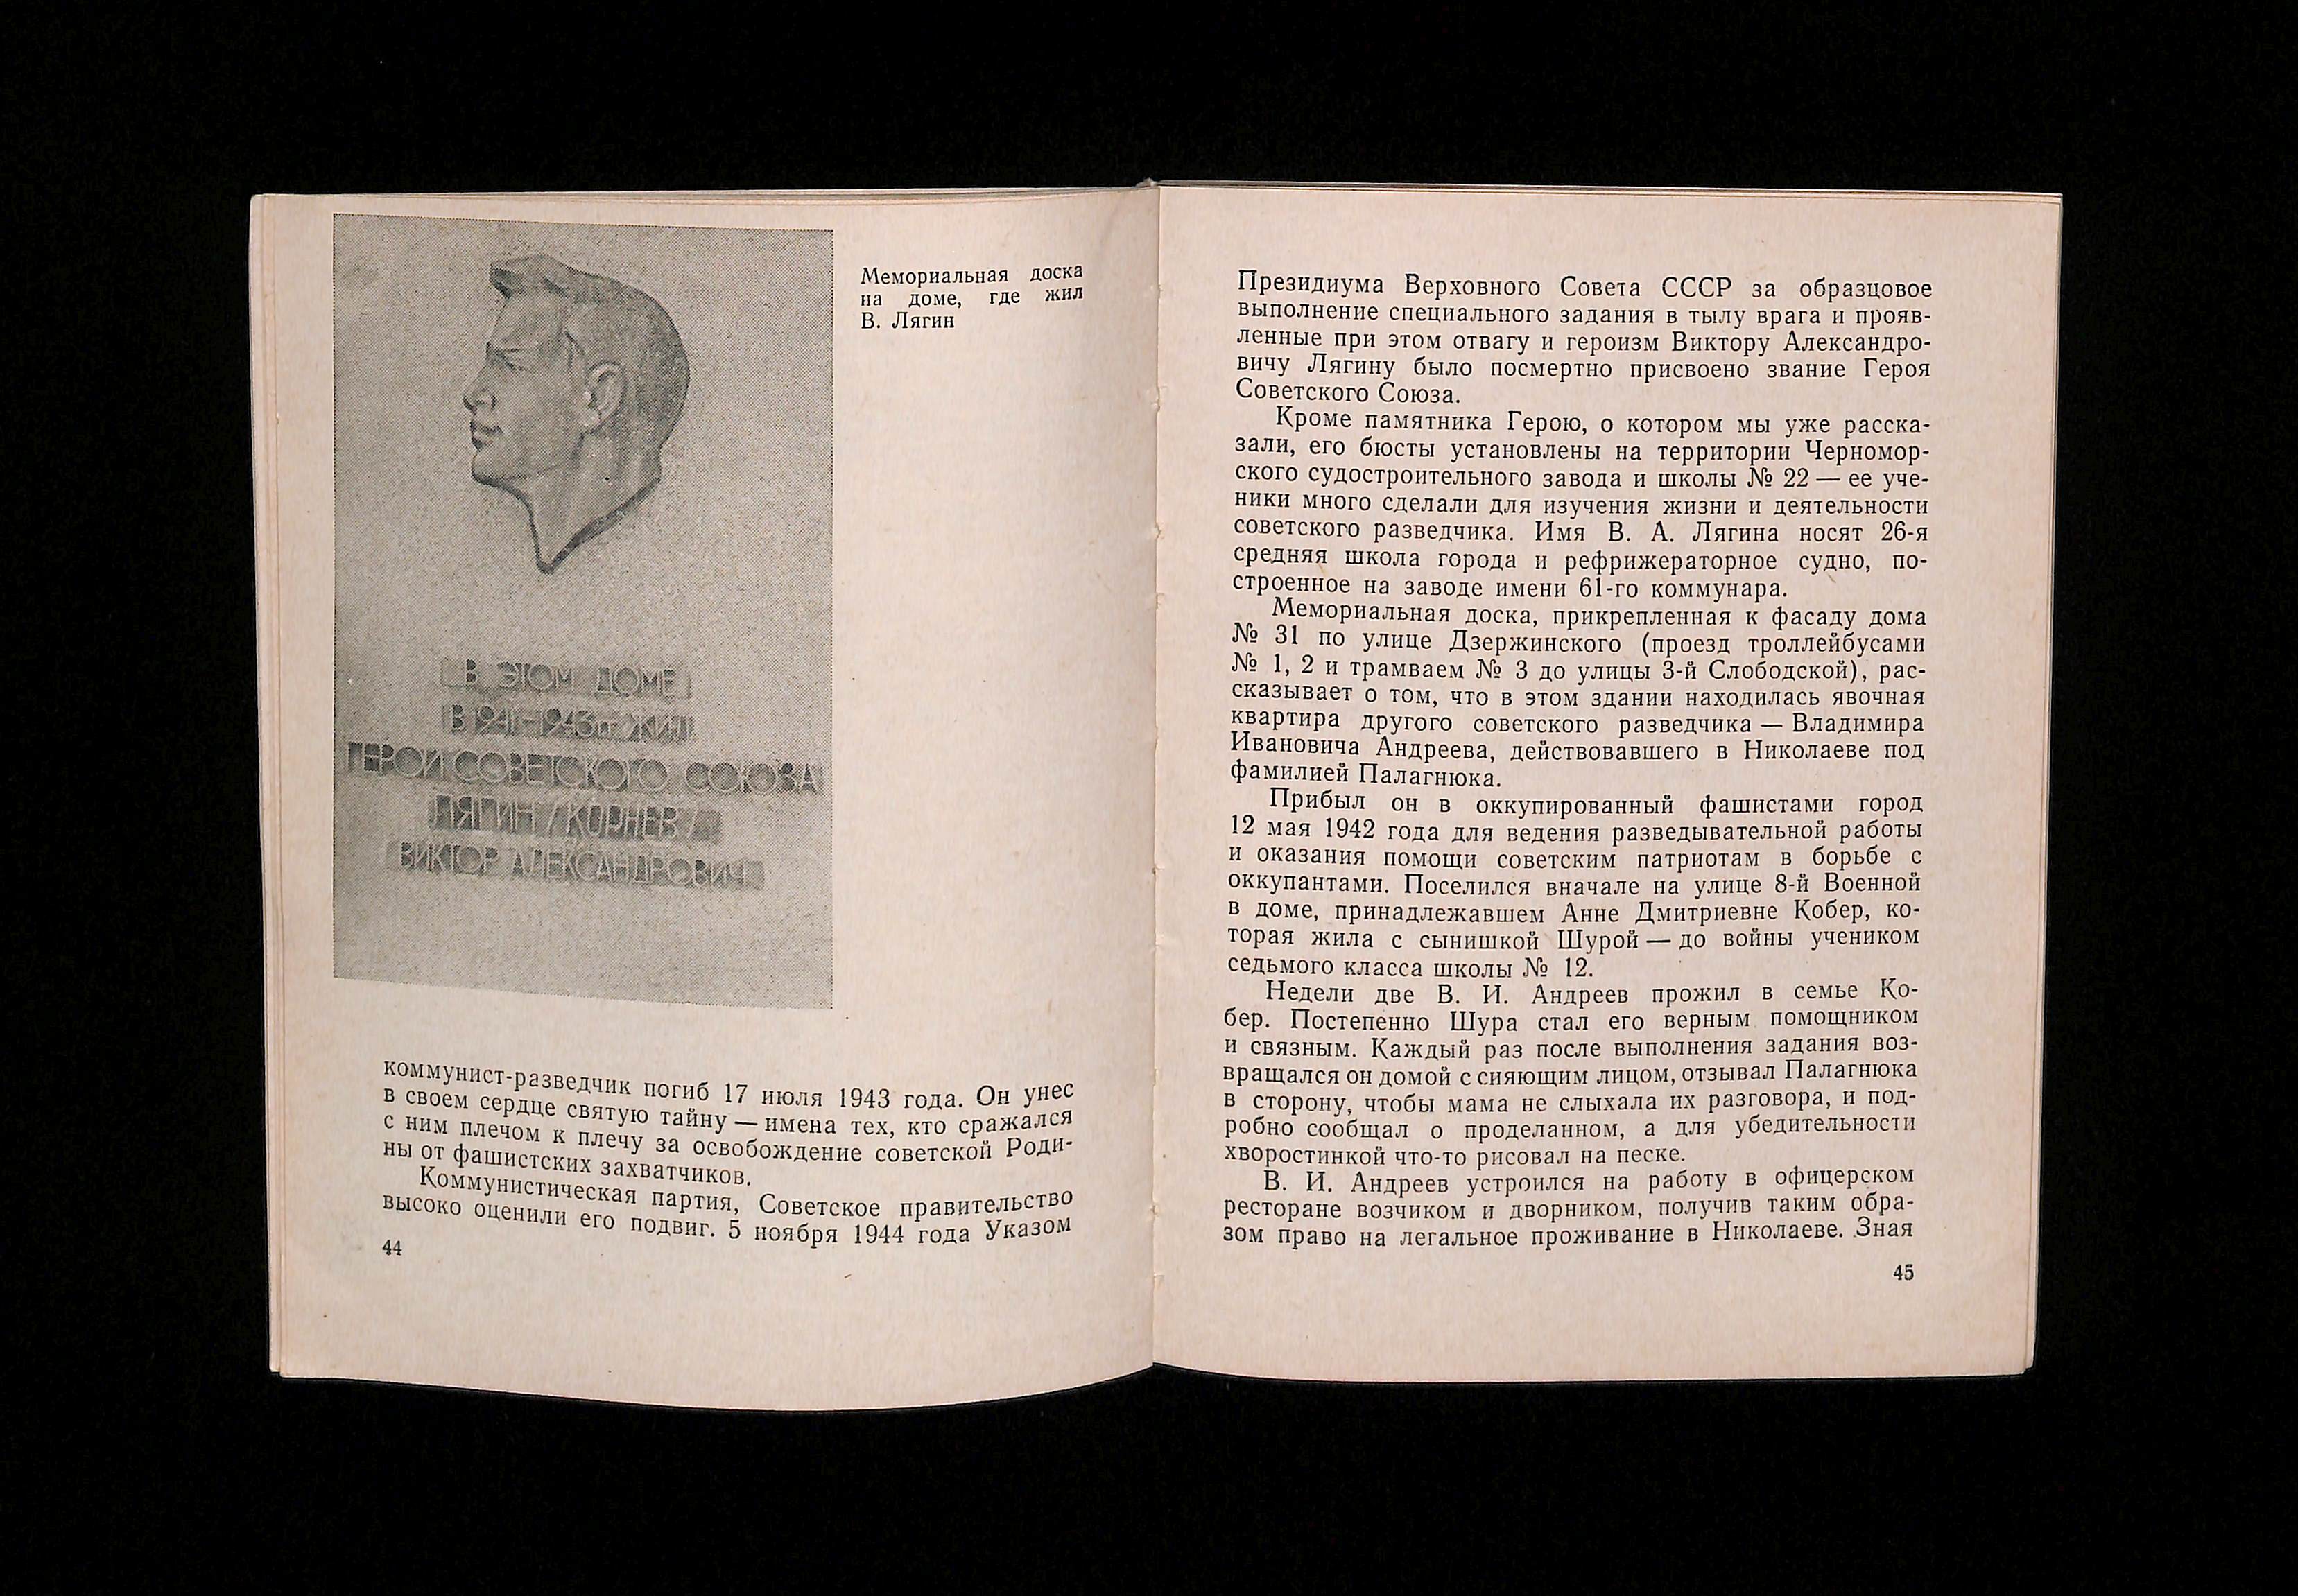 В ЭТОМ ДОМЕ
В 1941-1943 гг. ЖИЛ
ГЕРОЙ СОВЕТСКОГО СОЮЗА
ЛЯГИН /КОРНЕВ/
ВИКТОР АЛЕКСАНДРОВИЧ
Мемориальная доска
на доме, где жил
В. Лягин
коммунист-разведчик погиб 17 июля 1943 года. Он унес
в своем сердце святую тайну — имена тех, кто сражался
с ним плечом к плечу за освобождение советской Роди-
ны от фашистских захватчиков.
Коммунистическая партия, Советское правительство
высоко оценили его подвиг. 5 ноября 1944 года Указом
44
Президиума Верховного Совета СССР за образцовое
выполнение специального задания в тылу врага и прояв-
ленные при этом отвагу и героизм Виктору Александро-
вичу Лягину было посмертно присвоено звание Героя
Советского Союза.
Кроме памятника Герою, о котором мы уже расска-
зали, его бюсты установлены на территории Черномор-
ского судостроительного завода и школы № 22 — ее уче-
ники много сделали для изучения жизни и деятельности
советского разведчика. Имя В. А. Лягина носят 26-я
средняя школа города и рефрижераторное судно, по-
строенное на заводе имени 61-го коммунара.
Мемориальная доска, прикрепленная к фасаду дома
№ 31 по улице Дзержинского (проезд троллейбусами
№ 1, 2 и трамваем № 3 до улицы 3-й Слободской), рас-
сказывает о том, что в этом здании находилась явочная
квартира другого советского разведчика — Владимира
Ивановича Андреева, действовавшего в Николаеве под
фамилией Палагнюка.
Прибыл он в оккупированный фашистами город
12 мая 1942 года для ведения разведывательной работы
и оказания помощи советским патриотам в борьбе с
оккупантами. Поселился вначале на улице 8-й Военной
в доме, принадлежавшем Анне Дмитриевне Кобер, ко-
торая жила с сынишкой Шурой — до войны учеником
седьмого класса школы № 12.
Недели две В. И. Андреев прожил в семье Ко-
бер. Постепенно Шура стал его верным помощником
и связным. Каждый раз после выполнения задания воз-
вращался он домой с сияющим лицом, отзывал Палагнюка
в сторону, чтобы мама не слыхала их разговора, и под-
робно сообщал о проделанном, а для убедительности
хворостинкой что-то рисовал на песке.
В. И. Андреев устроился на работу в офицерском
ресторане возчиком и дворником, получив таким обра-
зом право на легальное проживание в Николаеве. Зная
45